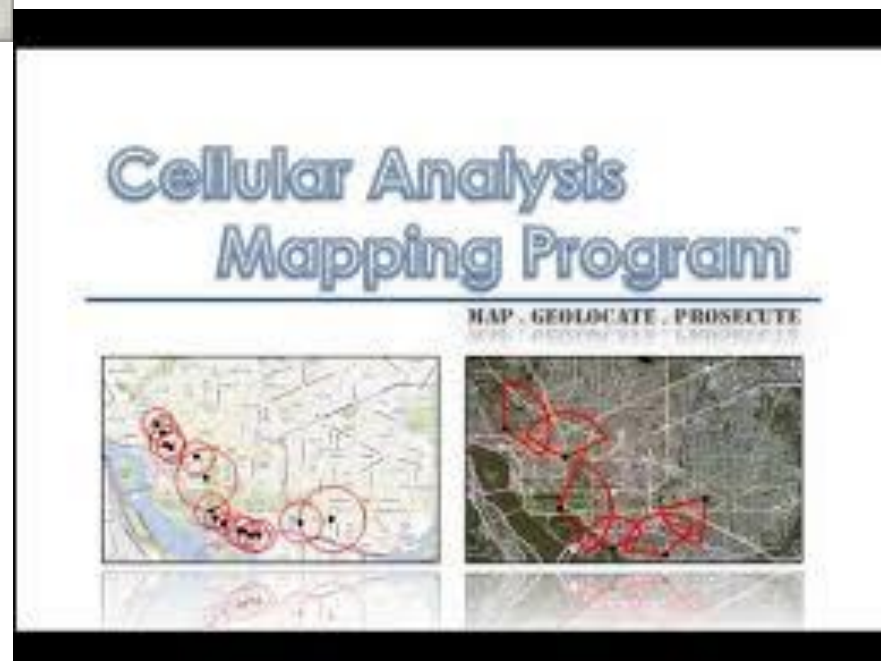 Cellular Analysis
Mapping Program™
MAP . GEOLOCATE . PROSECUTE